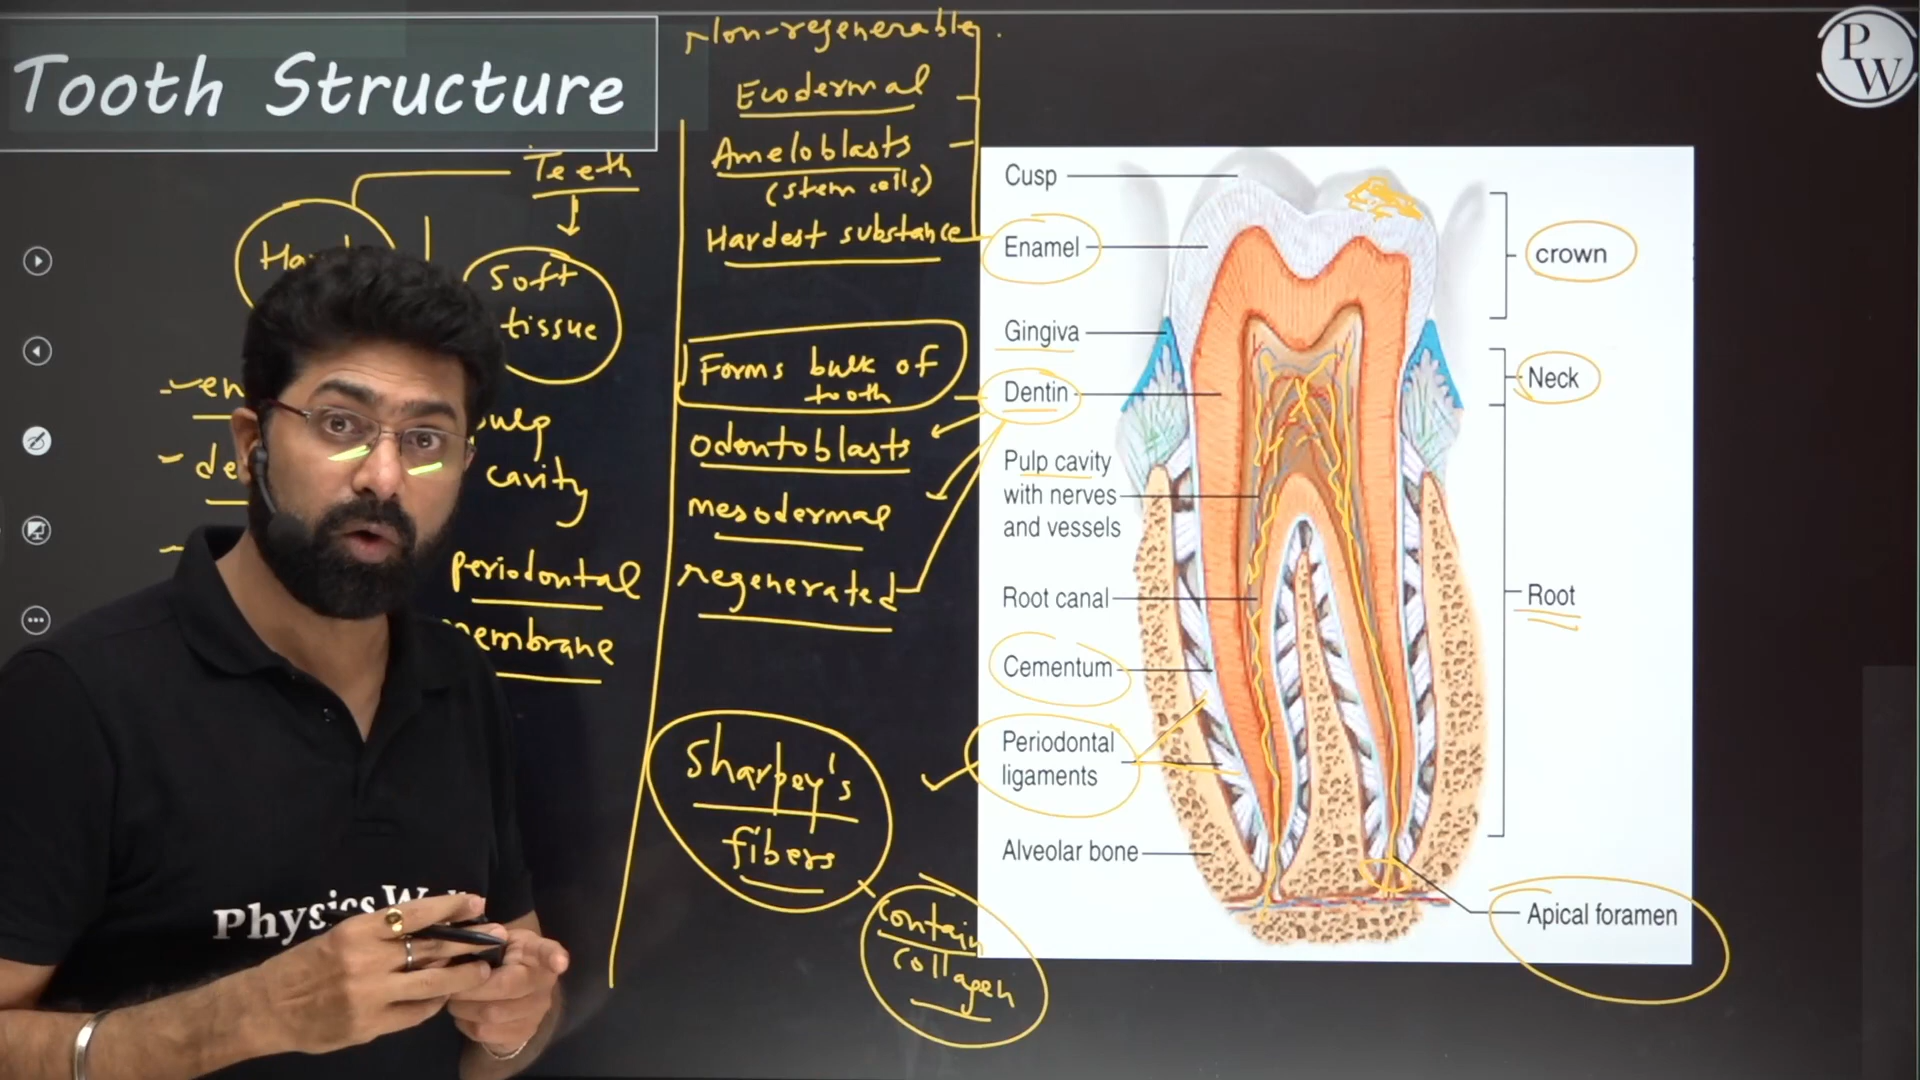 Tooth Structure
PW
Teeth
Soft
tissue
cavity
periodontal
membrane
Non-regenerable
Ecodermal
Ameloblasts
(stem cells)
Hardest substance
Forms bulk of
tooth
odontoblasts
mesodermal
regenerated
Sharpey's
fibers
Contain
Collagen
Cusp
Enamel
Gingiva
Dentin
Pulp cavity
with nerves
and vessels
Root canal
Cementum
Periodontal
ligaments
Alveolar bone
crown
Neck
Root
Apical foramen
Physics W